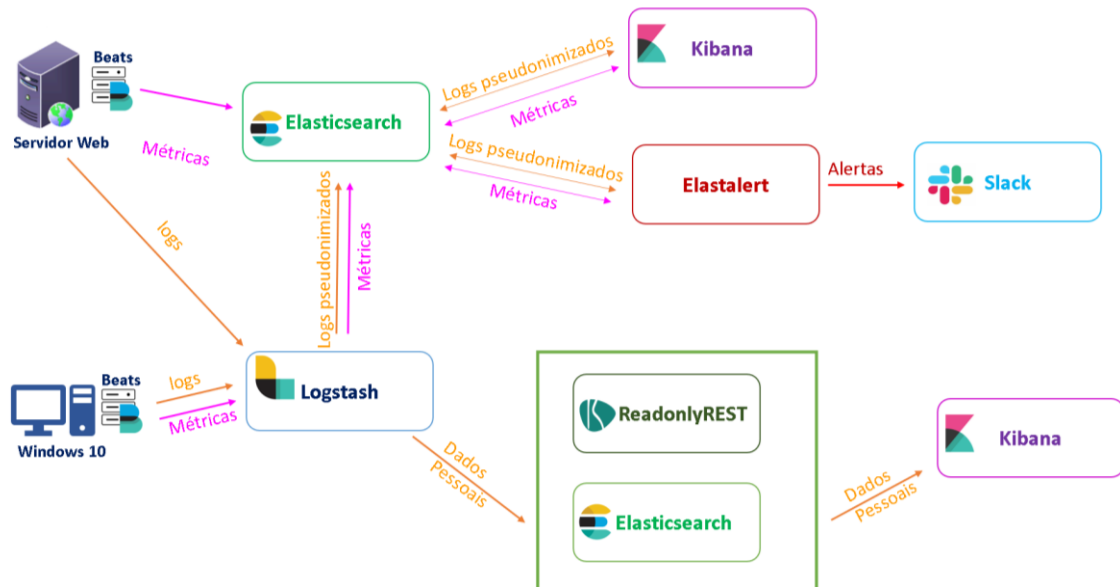 Beats
Servidor Web
Métricas
Elasticsearch
Logs pseudonimizados
Métricas
Kibana
Logs pseudonimizados
Métricas
Elastalert
Alertas
Slack
logs
Logs pseudonimizados
Métricas
Beats
Windows 10
logs
Métricas
Logstash
Dados
Pessoais
ReadonlyREST
Elasticsearch
Dados
Pessoais
Kibana